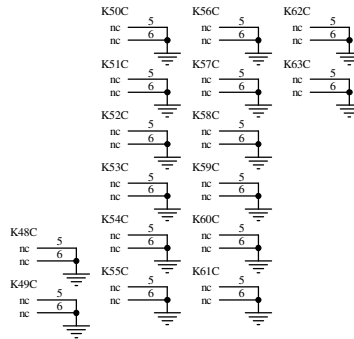 K50C K56C K62C
nc 5 nc 5 nc 5
nc 6 nc 6 nc 6
K51C K57C K63C
nc 5 nc 5 nc 5
nc 6 nc 6 nc 6
K52C K58C
nc 5 nc 5
nc 6 nc 6
K53C K59C
nc 5 nc 5
nc 6 nc 6
K54C K60C
nc 5 nc 5
nc 6 nc 6
K48C
nc 5
nc 6
K55C K61C
nc 5 nc 5
nc 6 nc 6
K49C
nc 5
nc 6